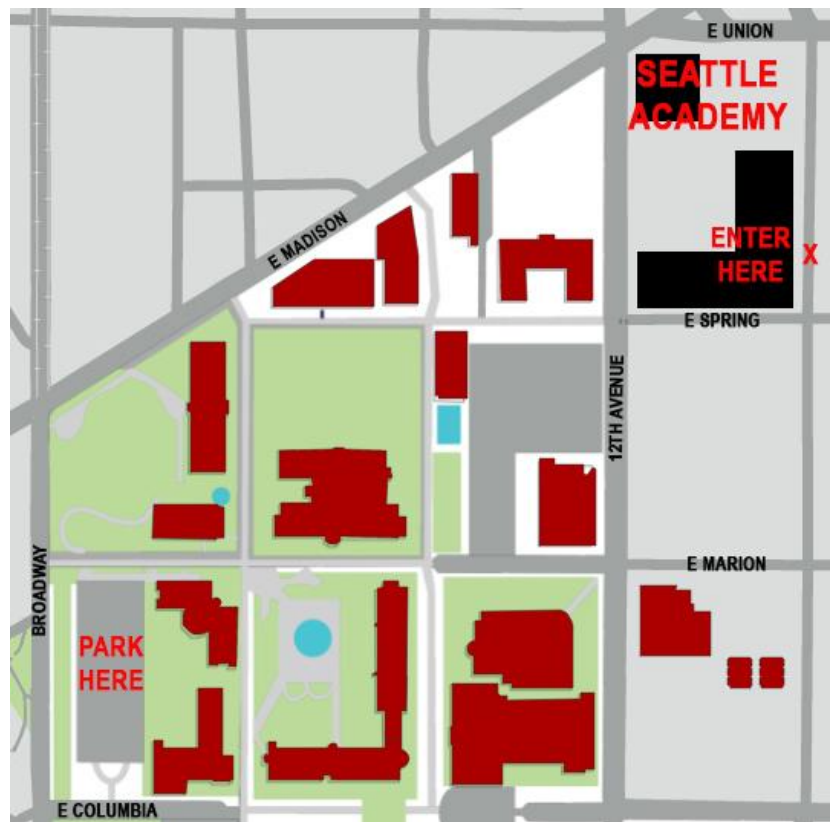 E UNION
SEATTLE
ACADEMY
E MADISON
ENTER
HERE
X
E SPRING
12TH AVENUE
BROADWAY
E MARION
PARK
HERE
E COLUMBIA